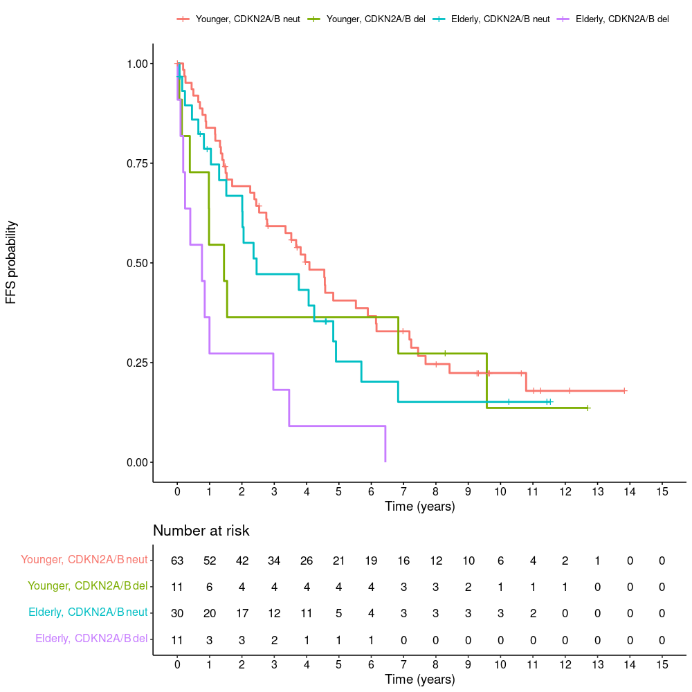 Younger, CDKN2A/B neut Younger, CDKN2A/B del Elderly, CDKN2A/B neut Elderly, CDKN2A/B del
1.00
0.75
0.50
0.25
0.00
FFS probability
0 1 2 3 4 5 6 7 8 9 10 11 12 13 14 15
Time (years)
Number at risk
Younger, CDKN2A/B neut 63 52 42 34 26 21 19 16 12 10 6 4 2 1 0 0
Younger, CDKN2A/B del 11 6 4 4 4 4 4 3 3 2 1 1 1 0 0 0
Elderly, CDKN2A/B neut 30 20 17 12 11 5 4 3 3 3 3 2 0 0 0 0
Elderly, CDKN2A/B del 11 3 3 2 1 1 1 0 0 0 0 0 0 0 0 0
0 1 2 3 4 5 6 7 8 9 10 11 12 13 14 15
Time (years)